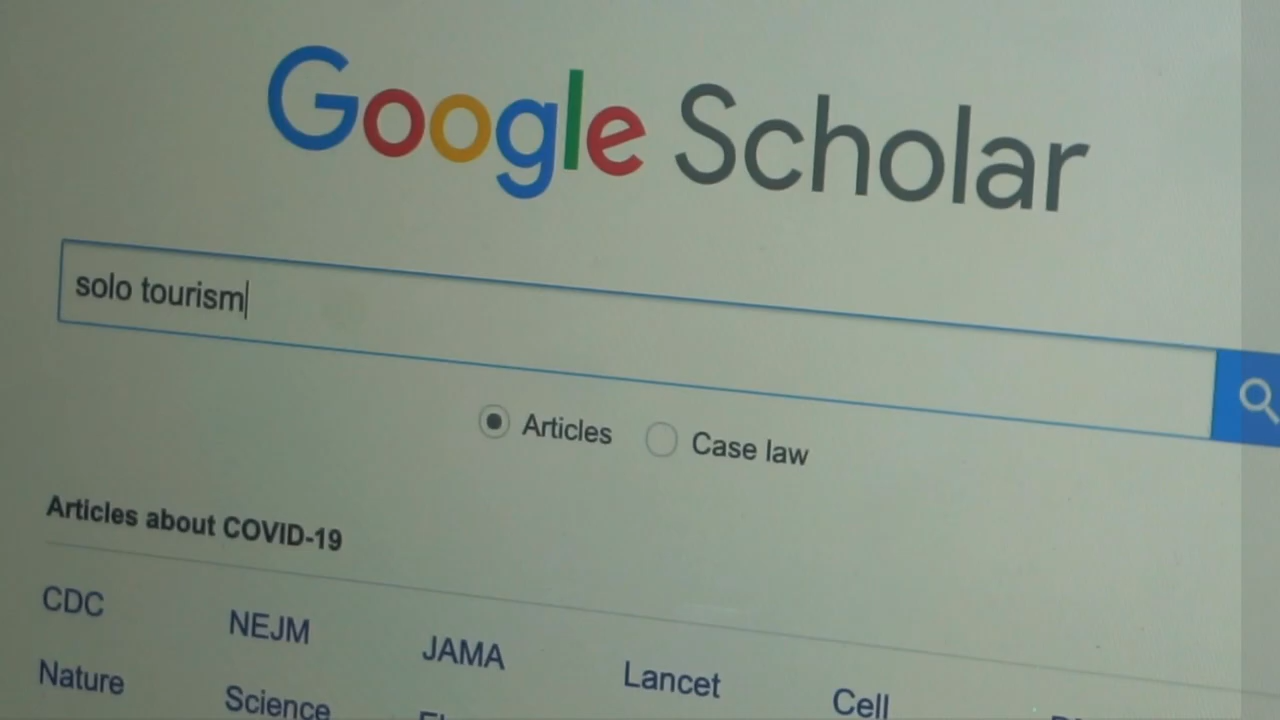 Google Scholar
solo tourism
Articles Case law
Articles about COVID-19
CDC NEJM JAMA Lancet Cell
Nature Science